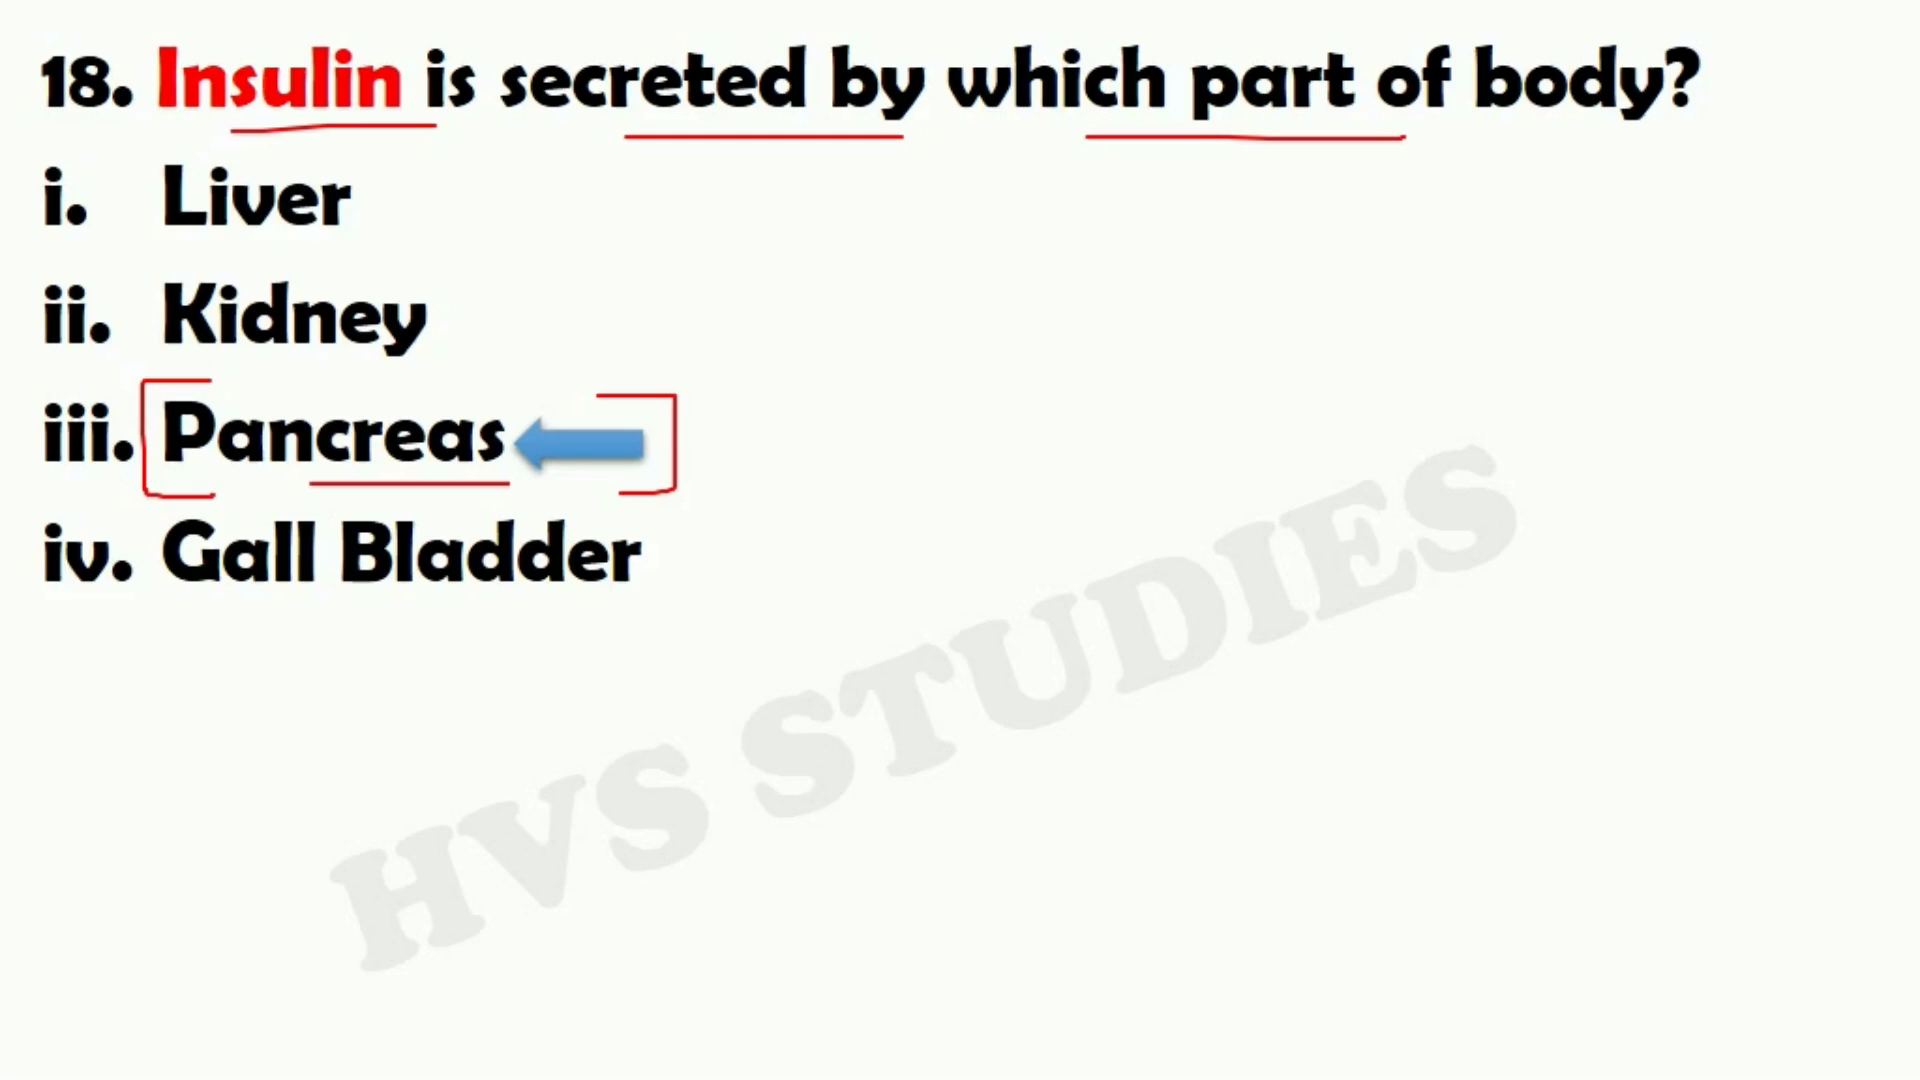 18. Insulin is secreted by which part of body?
i. Liver
ii. Kidney
iii. Pancreas
iv. Gall Bladder
HVS STUDIES